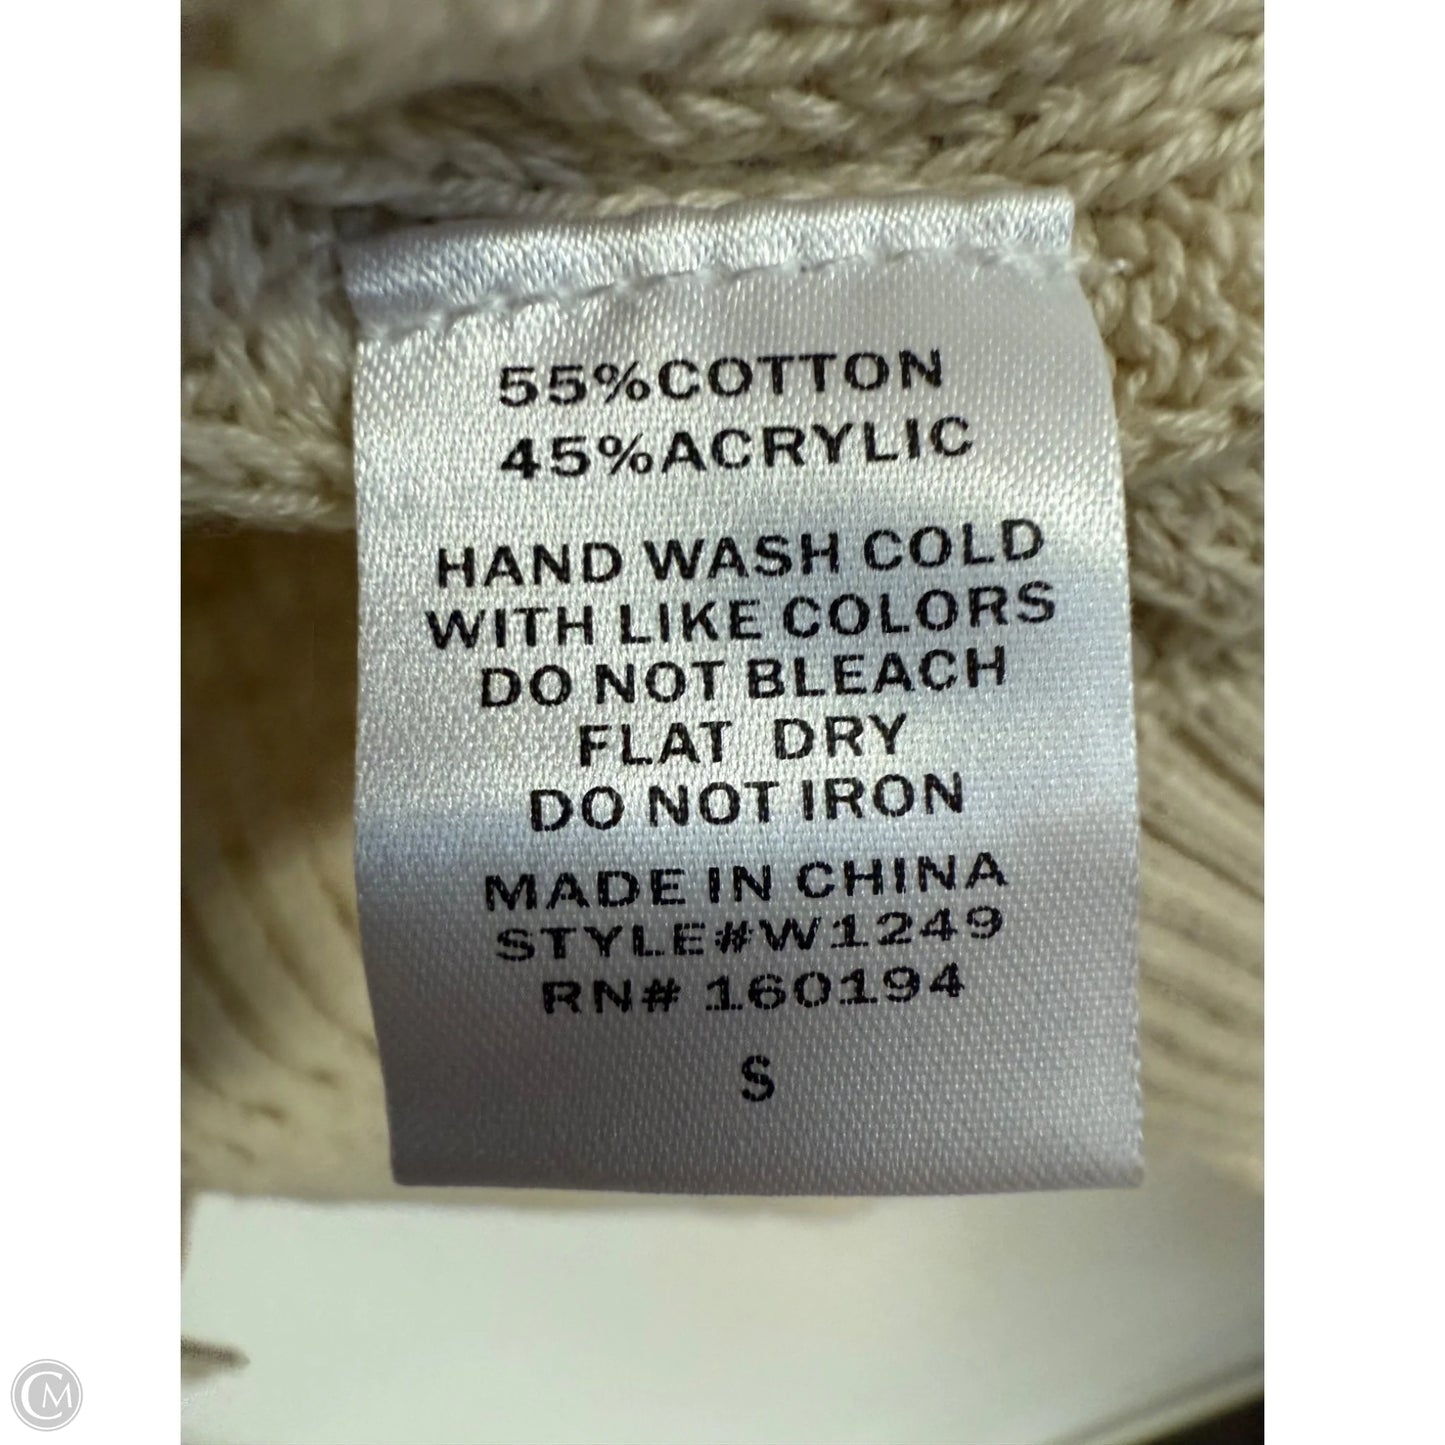 55%COTTON
45%ACRYLIC
HAND WASH COLD
WITH LIKE COLORS
DO NOT BLEACH
FLAT DRY
DO NOT IRON
MADE IN CHINA
STYLE#W1249
RN# 160194
S
CM